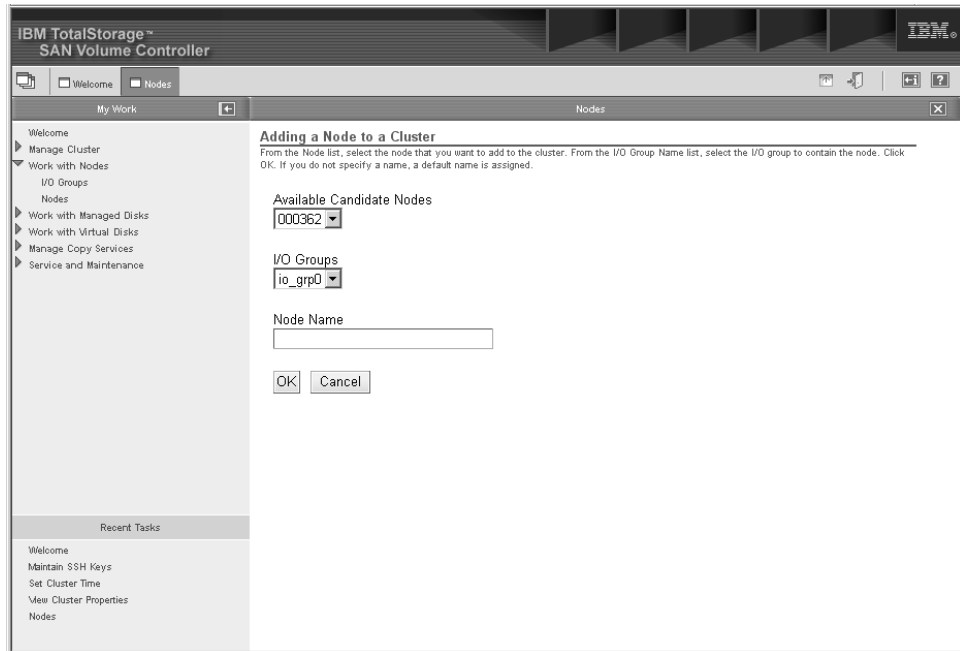 IBM TotalStorage™
SAN Volume Controller
IBM®
Welcome
Nodes
My Work
Nodes
Welcome
Manage Cluster
Work with Nodes
I/O Groups
Nodes
Work with Managed Disks
Work with Virtual Disks
Manage Copy Services
Service and Maintenance
Adding a Node to a Cluster
From the Node list, select the node that you want to add to the cluster. From the I/O Group Name list, select the I/O group to contain the node. Click
OK. If you do not specify a name, a default name is assigned.
Available Candidate Nodes
000362
I/O Groups
io_grp0
Node Name
OK Cancel
Recent Tasks
Welcome
Maintain SSH Keys
Set Cluster Time
View Cluster Properties
Nodes